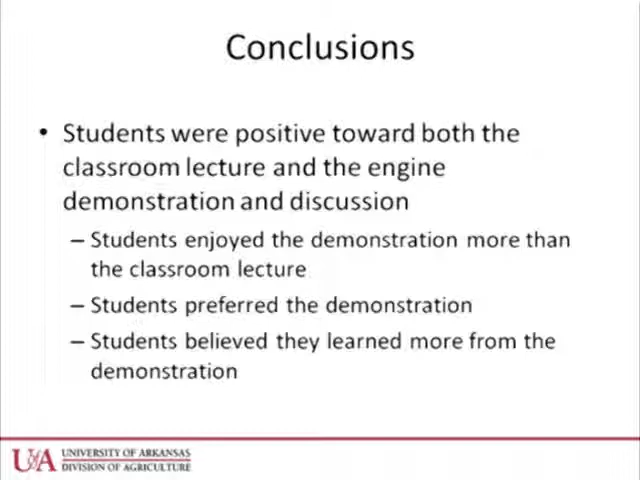 Conclusions
• Students were positive toward both the
classroom lecture and the engine
demonstration and discussion
– Students enjoyed the demonstration more than
the classroom lecture
– Students preferred the demonstration
– Students believed they learned more from the
demonstration
UA UNIVERSITY OF ARKANSAS
DIVISION OF AGRICULTURE